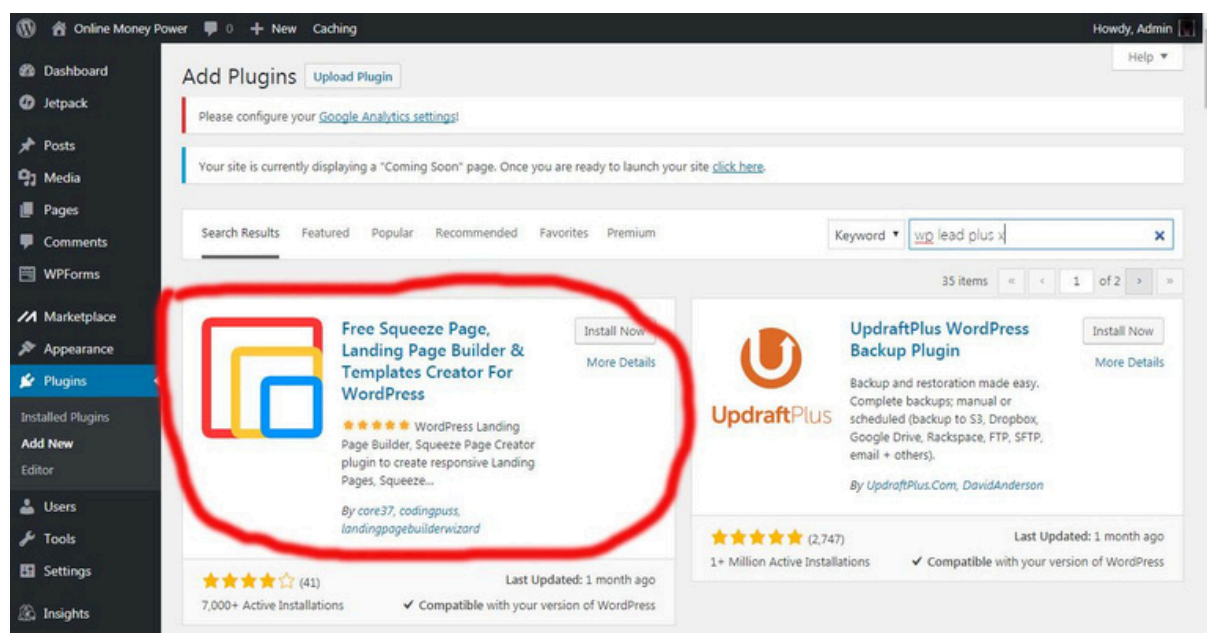 Online Money Power 0 + New Caching Howdy, Admin
Help ▼
Dashboard
Jetpack
Posts
Media
Pages
Comments
WPForms
Marketplace
Appearance
Plugins
Installed Plugins
Add New
Editor
Users
Tools
Settings
Insights
Add Plugins Upload Plugin
Please configure your Google Analytics settings!
Your site is currently displaying a "Coming Soon" page. Once you are ready to launch your site click here.
Search Results Featured Popular Recommended Favorites Premium Keyword ▼ wp lead plus x
35 items « ‹ 1 of 2 › »
Free Squeeze Page,
Landing Page Builder &
Templates Creator For
WordPress
Install Now
More Details
WordPress Landing
Page Builder, Squeeze Page Creator
plugin to create responsive Landing
Pages, Squeeze...
By core37, codingpuss,
landingpagebuilderwizard
(41) Last Updated: 1 month ago
7,000+ Active Installations ✔ Compatible with your version of WordPress
UpdraftPlus
UpdraftPlus WordPress
Backup Plugin
Install Now
More Details
Backup and restoration made easy.
Complete backups; manual or
scheduled (backup to S3, Dropbox,
Google Drive, Rackspace, FTP, SFTP,
email + others).
By UpdraftPlus.Com, DavidAnderson
(2,747) Last Updated: 1 month ago
1+ Million Active Installations ✔ Compatible with your version of WordPress